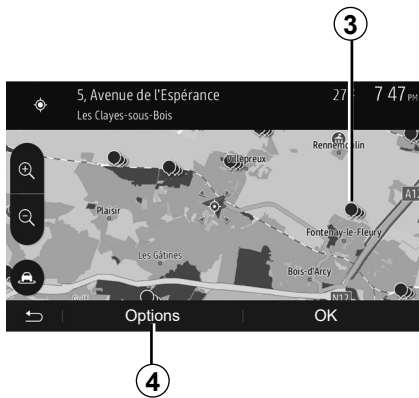 3
5, Avenue de l'Espérance
27°
7 47 PM
Les Clayes-sous-Bois
Rennemoulin
Villepreux
A12
Plaisir
Fontenay-le-Fleury
Les Gâtines
Bois-d'Arcy
N12
Options
OK
4